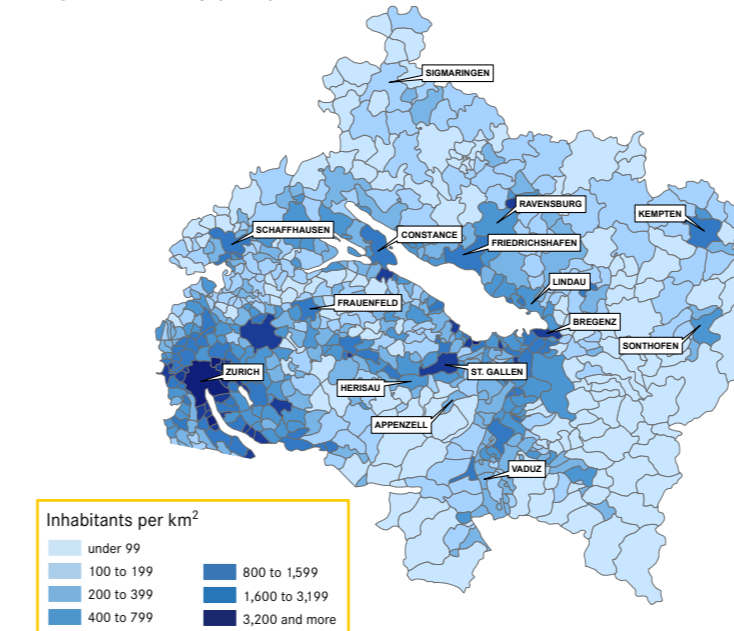 SIGMARINGEN
RAVENSBURG
KEMPTEN
SCHAFFHAUSEN
CONSTANCE
FRIEDRICHSHAFEN
LINDAU
FRAUENFELD
BREGENZ
SONTHOFEN
ZURICH
ST. GALLEN
HERISAU
APPENZELL
VADUZ
Inhabitants per km²
under 99
100 to 199
200 to 399
400 to 799
800 to 1,599
1,600 to 3,199
3,200 and more